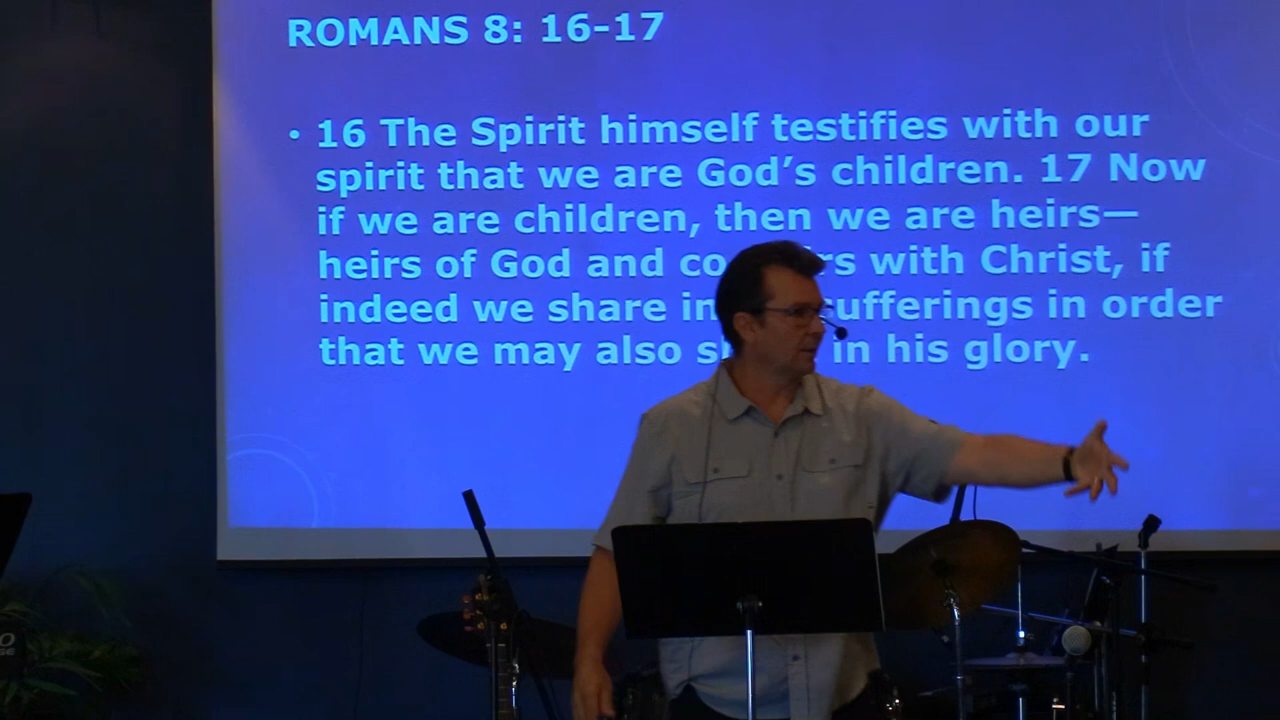 ROMANS 8: 16-17
• 16 The Spirit himself testifies with our
spirit that we are God's children. 17 Now
if we are children, then we are heirs—
heirs of God and co rs with Christ, if
indeed we share in sufferings in order
that we may also in his glory.